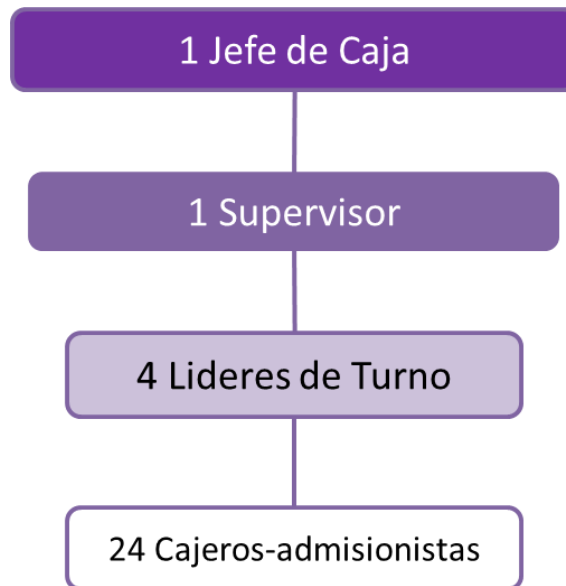 1 Jefe de Caja
1 Supervisor
4 Lideres de Turno
24 Cajeros-admisionistas